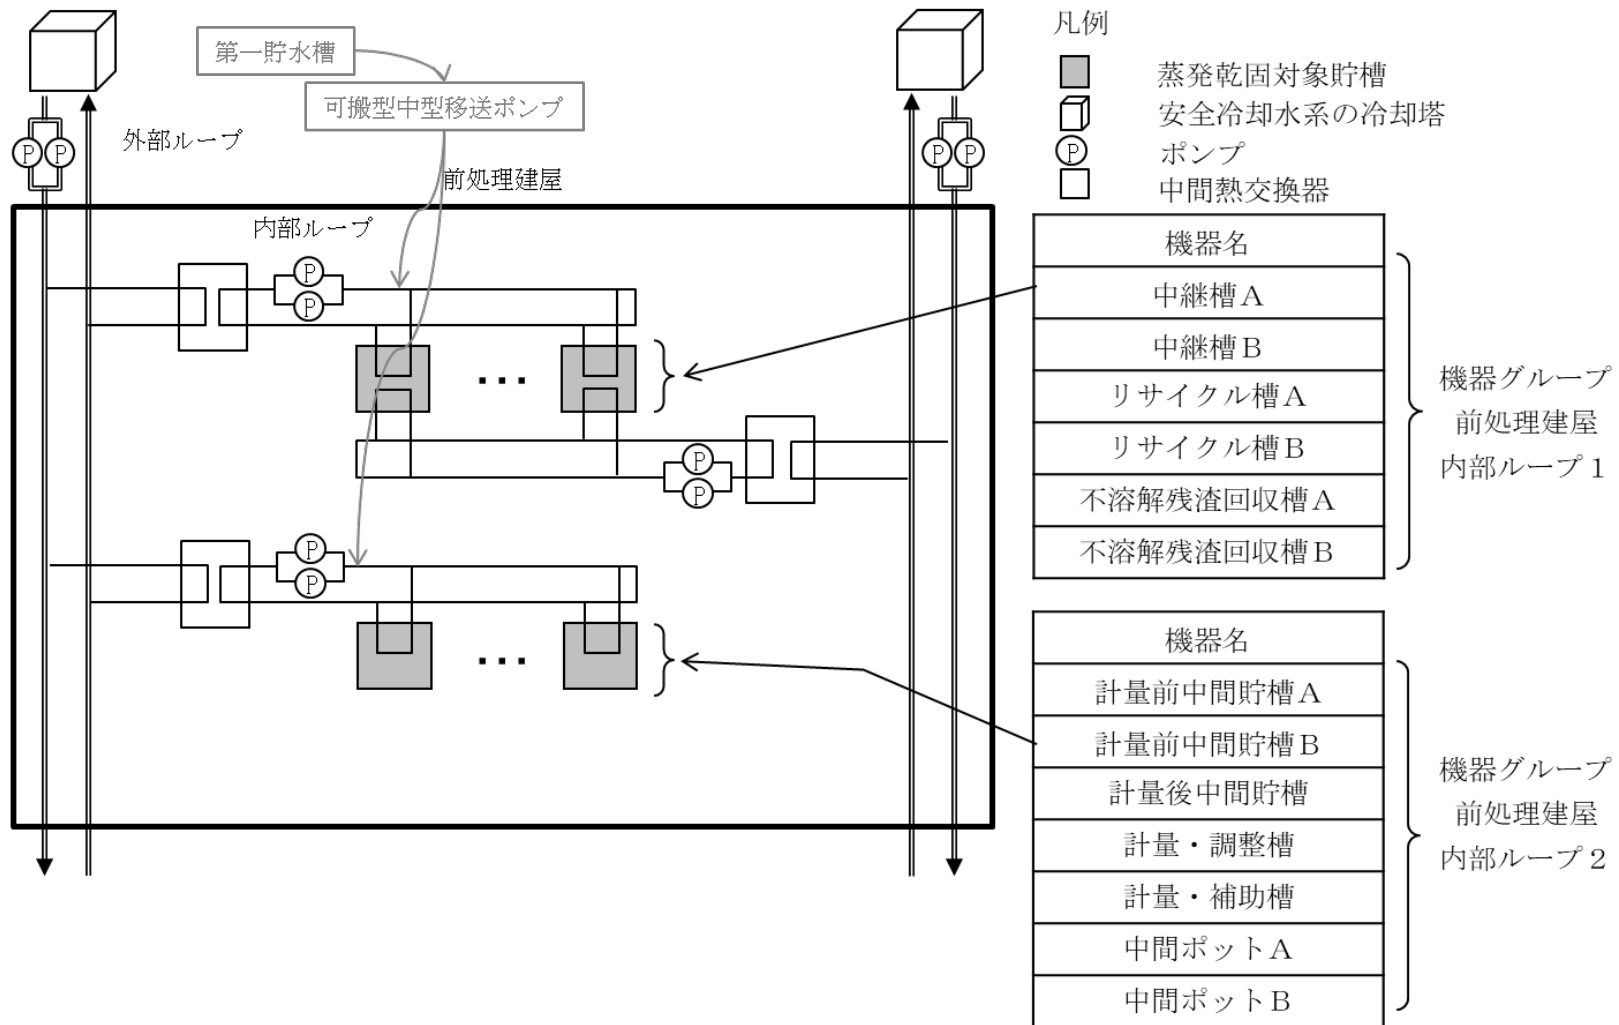 第一貯水槽
可搬型中型移送ポンプ
外部ループ
前処理建屋
内部ループ
P
P
P
P
P
P
P
P
P
P
…
…
…
凡例
蒸発乾固対象貯槽
安全冷却水系の冷却塔
P
ポンプ
中間熱交換器
機器名
中継槽A
中継槽B
リサイクル槽A
リサイクル槽B
不溶解残渣回収槽A
不溶解残渣回収槽B
機器グループ
前処理建屋
内部ループ1
機器名
計量前中間貯槽A
計量前中間貯槽B
計量後中間貯槽
計量・調整槽
計量・補助槽
中間ポットA
中間ポットB
機器グループ
前処理建屋
内部ループ2